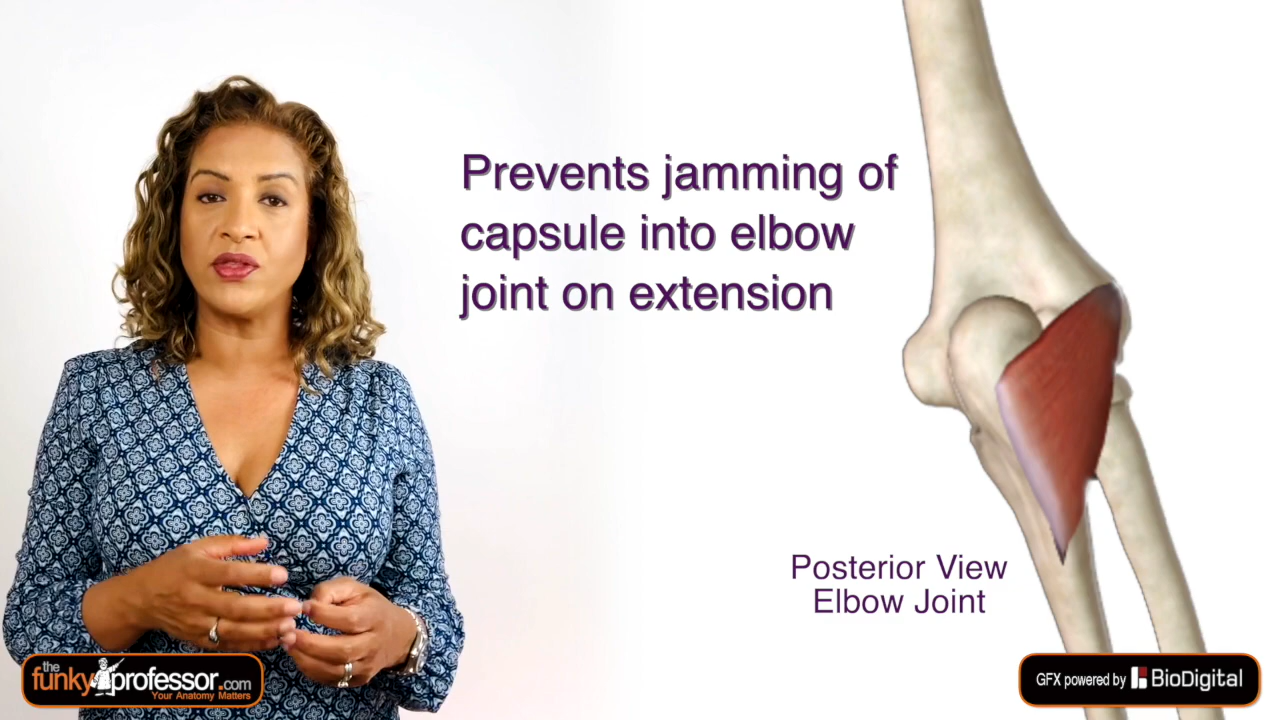 Prevents jamming of
capsule into elbow
joint on extension
Posterior View
Elbow Joint
the
funkyprofessor.com
Your Anatomy Matters
GFX powered by BioDigital